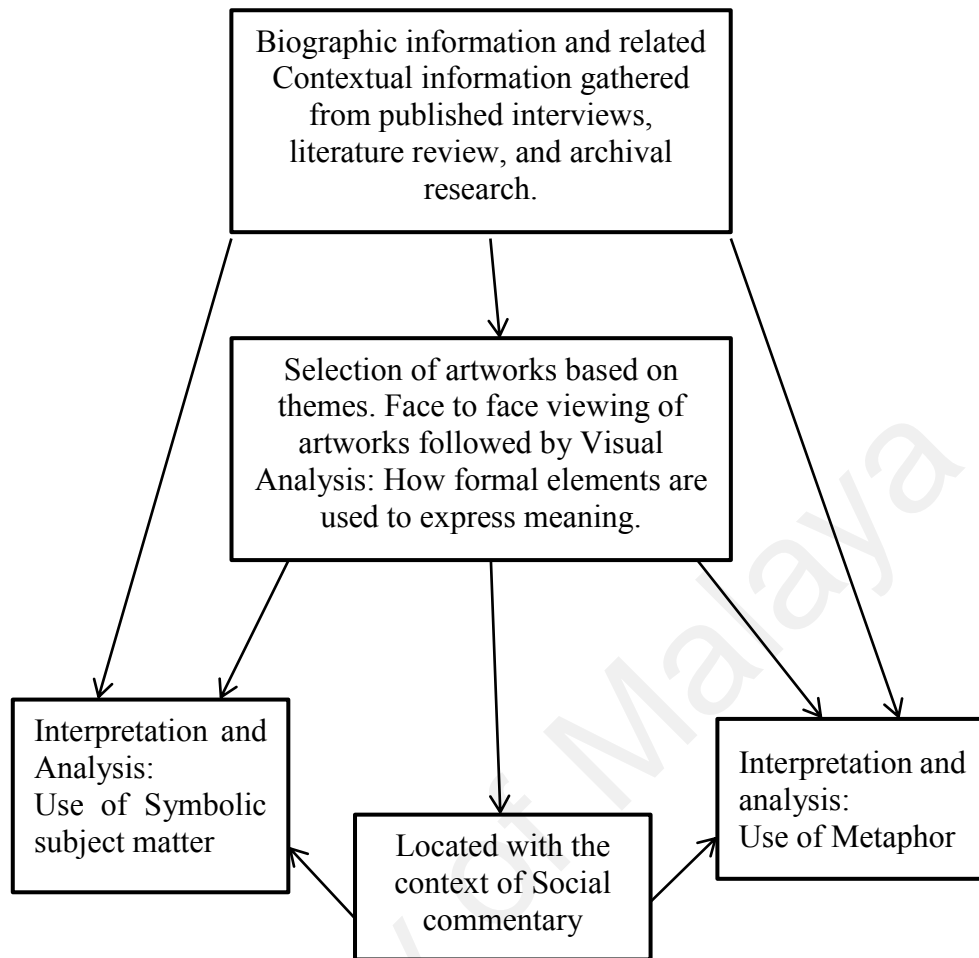 Biographic information and related
Contextual information gathered
from published interviews,
literature review, and archival
research.
Selection of artworks based on
themes. Face to face viewing of
artworks followed by Visual
Analysis: How formal elements are
used to express meaning.
Interpretation and
Analysis:
Use of Symbolic
subject matter
Located with the
context of Social
commentary
Interpretation and
analysis:
Use of Metaphor
of Malaya